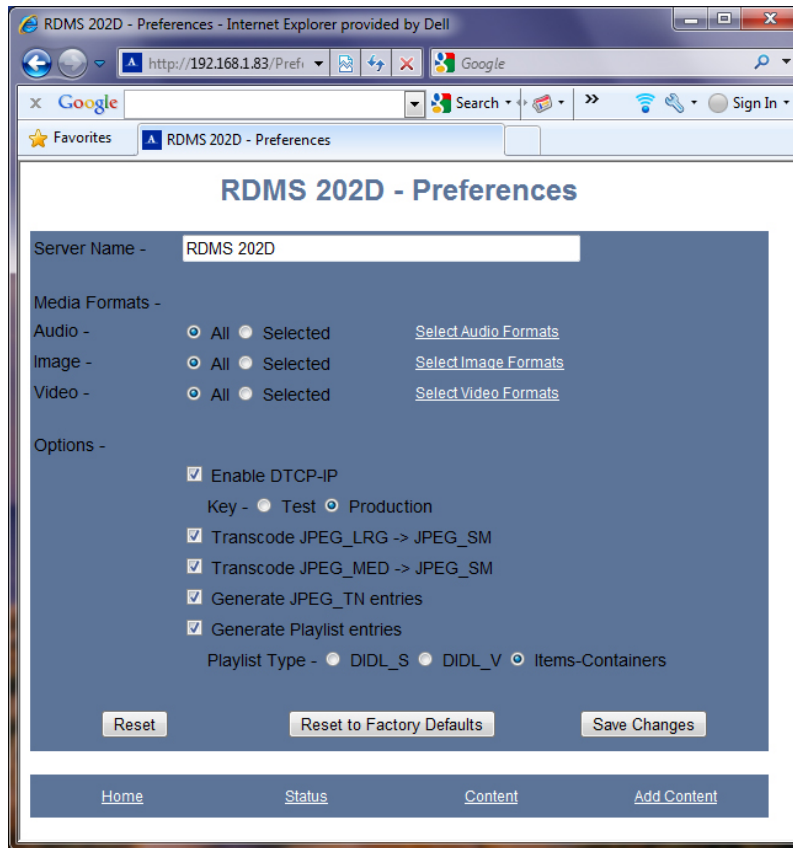 RDMS 202D - Preferences - Internet Explorer provided by Dell
http://192.168.1.83/Prefe Google
x Google Search Sign In
Favorites RDMS 202D - Preferences
RDMS 202D - Preferences
Server Name - RDMS 202D
Media Formats -
Audio - All Selected Select Audio Formats
Image - All Selected Select Image Formats
Video - All Selected Select Video Formats
Options -
Enable DTCP-IP
Key - Test Production
Transcode JPEG_LRG -> JPEG_SM
Transcode JPEG_MED -> JPEG_SM
Generate JPEG_TN entries
Generate Playlist entries
Playlist Type - DIDL_S DIDL_V Items-Containers
Reset Reset to Factory Defaults Save Changes
Home Status Content Add Content